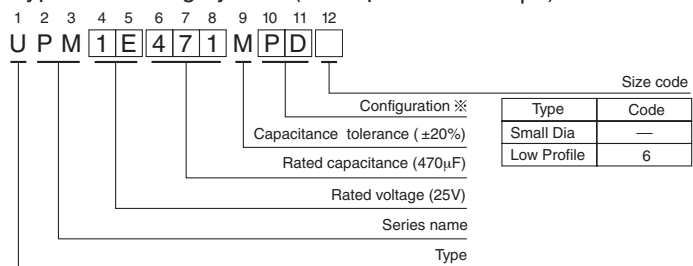 1 2 3 4 5 6 7 8 9 10 11 12
U P M 1 E 4 7 1 M P D
Size code
Configuration ※
Type Code
Small Dia —
Low Profile 6
Capacitance tolerance (±20%)
Rated capacitance (470µF)
Rated voltage (25V)
Series name
Type